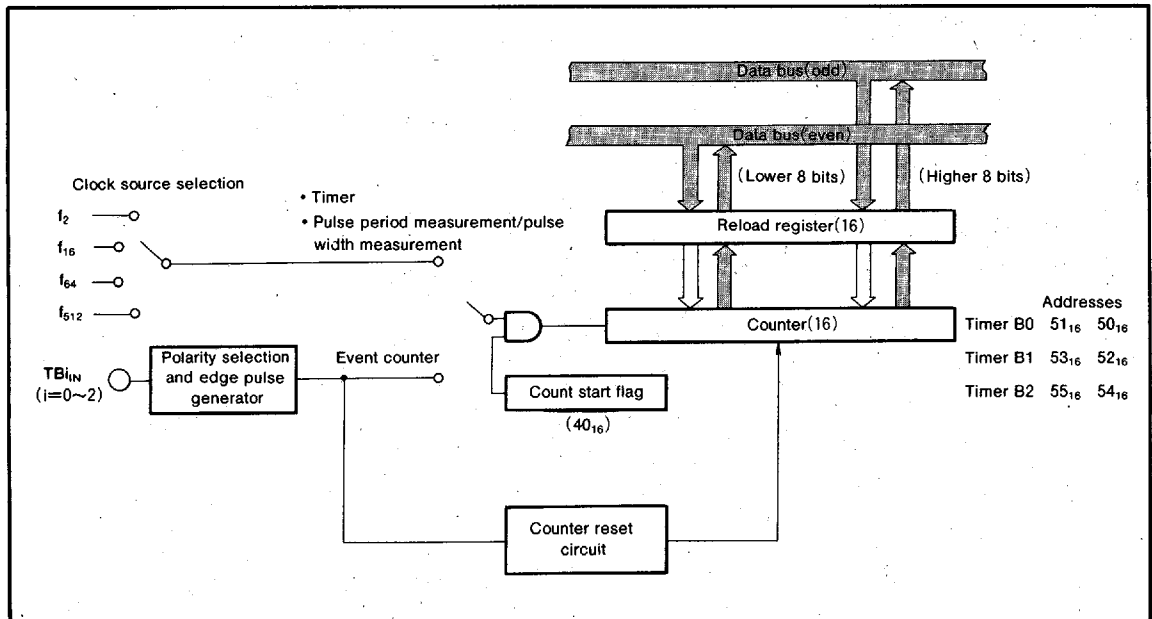 Data bus(odd)
Data bus(even)
(Lower 8 bits)
(Higher 8 bits)
Clock source selection
f₂
f₁₆
f₆₄
f₅₁₂
• Timer
• Pulse period measurement/pulse
width measurement
Reload register(16)
Counter(16)
Addresses
Timer B0 51₁₆ 50₁₆
Timer B1 53₁₆ 52₁₆
Timer B2 55₁₆ 54₁₆
TBiIN
(i=0~2)
Polarity selection
and edge pulse
generator
Event counter
Count start flag
(40₁₆)
Counter reset
circuit